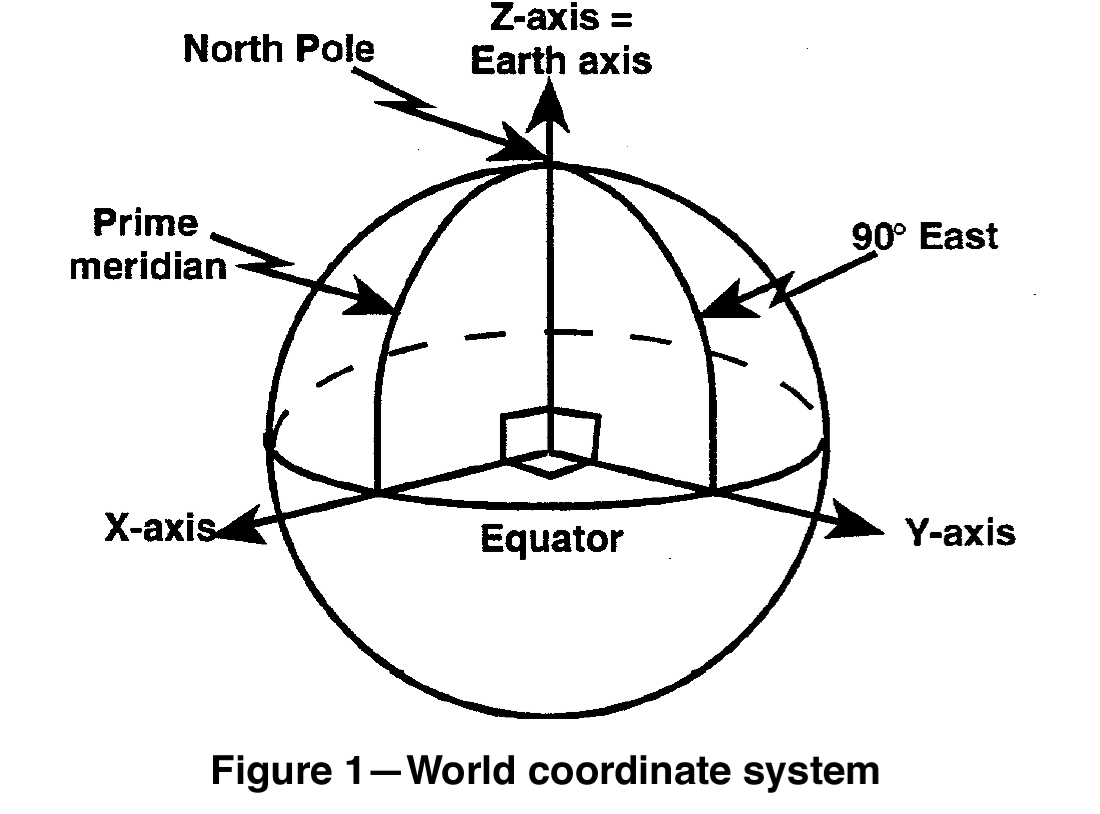 Z-axis =
Earth axis
North Pole
Prime
meridian
90° East
X-axis
Equator
Y-axis
Figure 1—World coordinate system